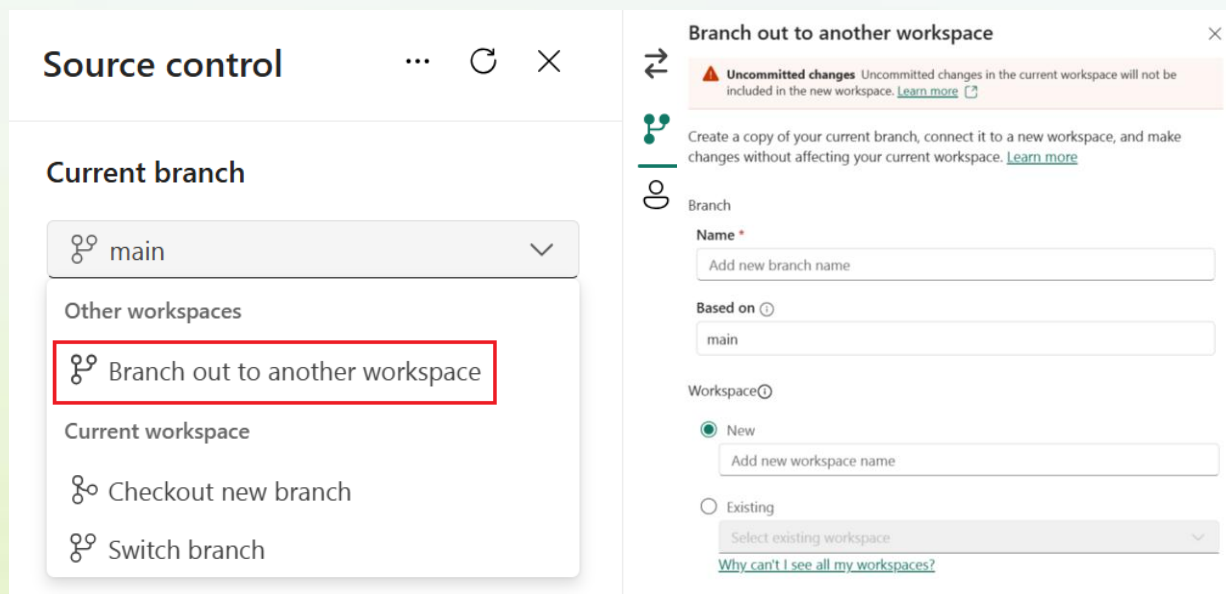 Source control
Current branch
main
Other workspaces
Branch out to another workspace
Current workspace
Checkout new branch
Switch branch
Branch out to another workspace
Uncommitted changes Uncommitted changes in the current workspace will not be
included in the new workspace. Learn more
Create a copy of your current branch, connect it to a new workspace, and make
changes without affecting your current workspace. Learn more
Branch
Name *
Add new branch name
Based on
main
Workspace
New
Add new workspace name
Existing
Select existing workspace
Why can't I see all my workspaces?